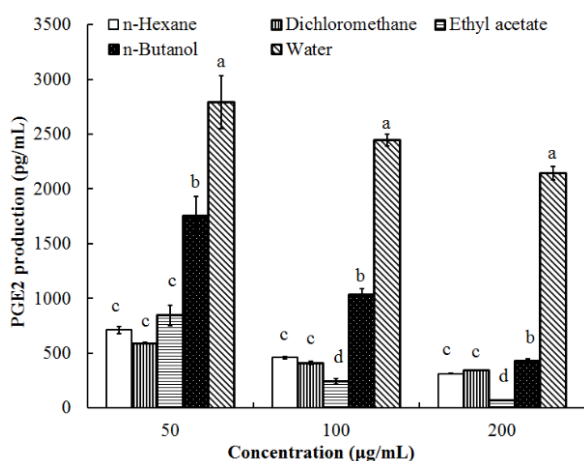 n-Hexane Dichloromethane Ethyl acetate
n-Butanol Water
PGE2 production (pg/mL)
3500
3000
2500
2000
1500
1000
500
0
c c c b a
c c d b a
c c d b a
50 100 200
Concentration (µg/mL)